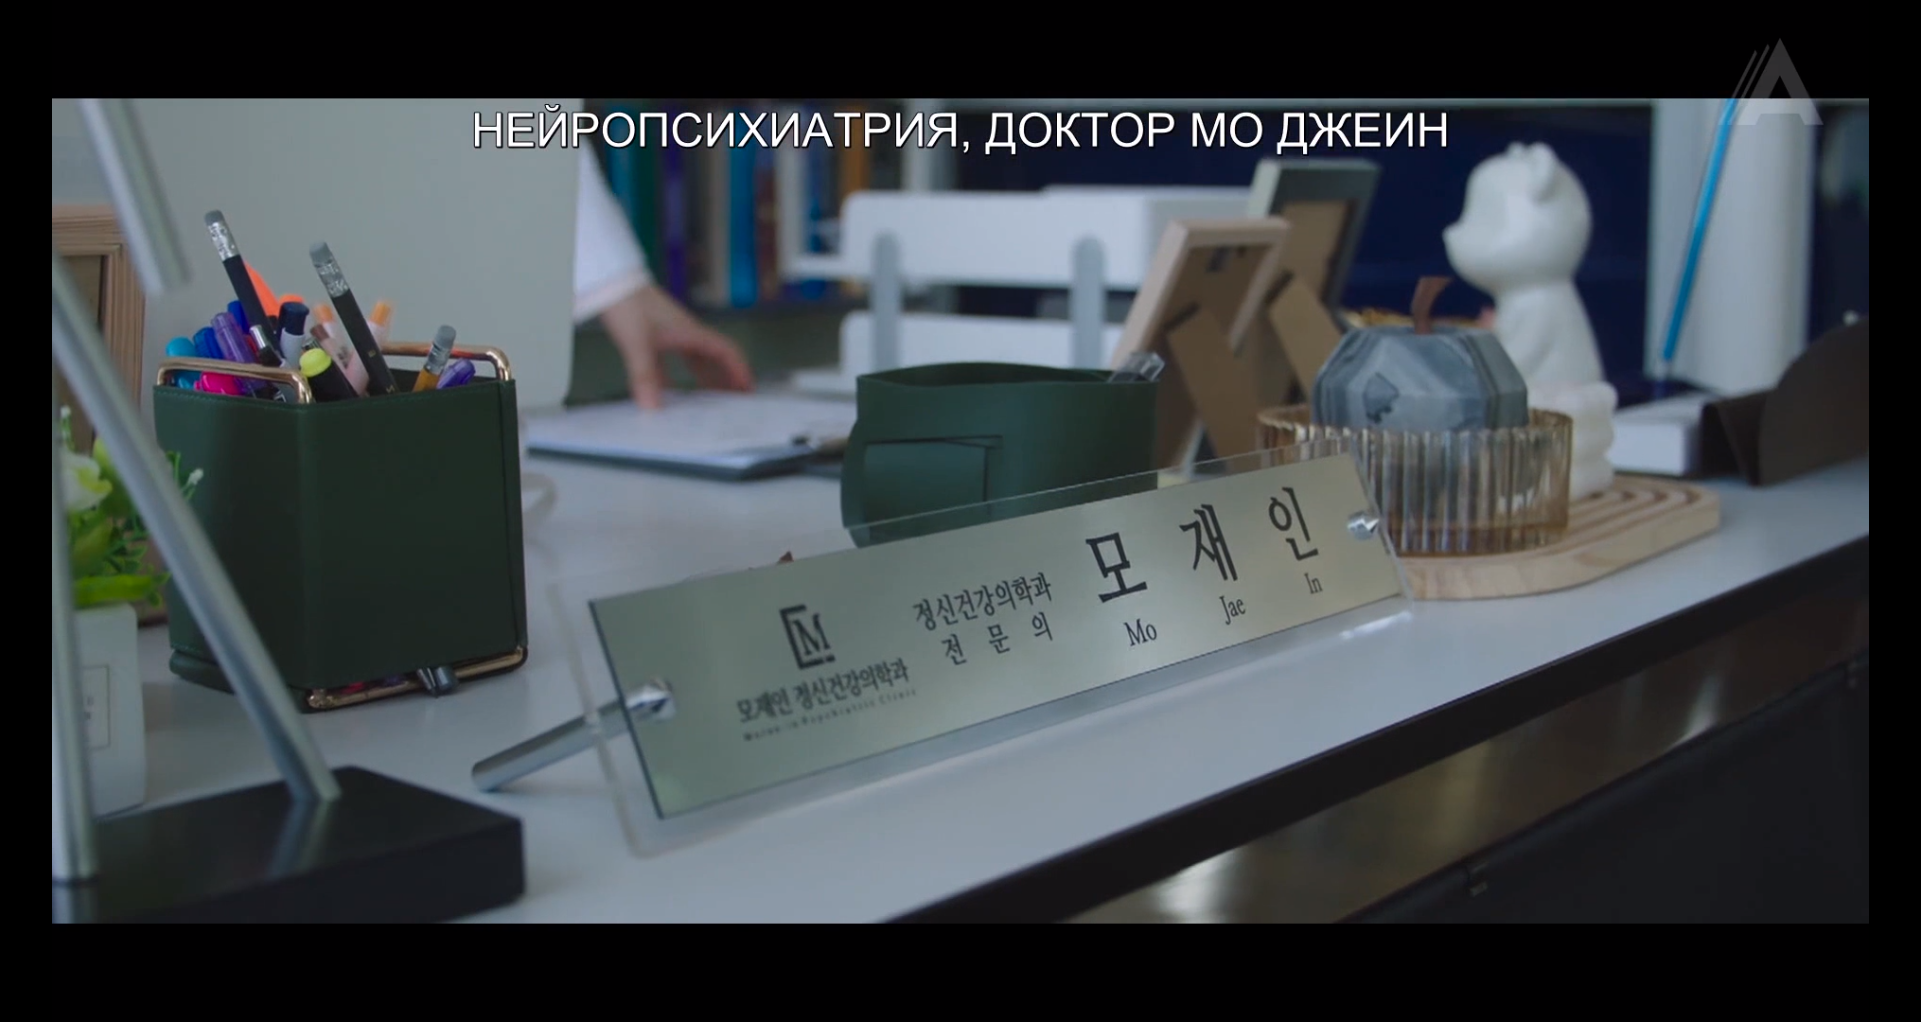 НЕЙРОПСИХИАТРИЯ, ДОКТОР МО ДЖЕИН
M
모재인 정신건강의학과
정신건강의학과
전 문 의
모 재 인
Mo Jae In